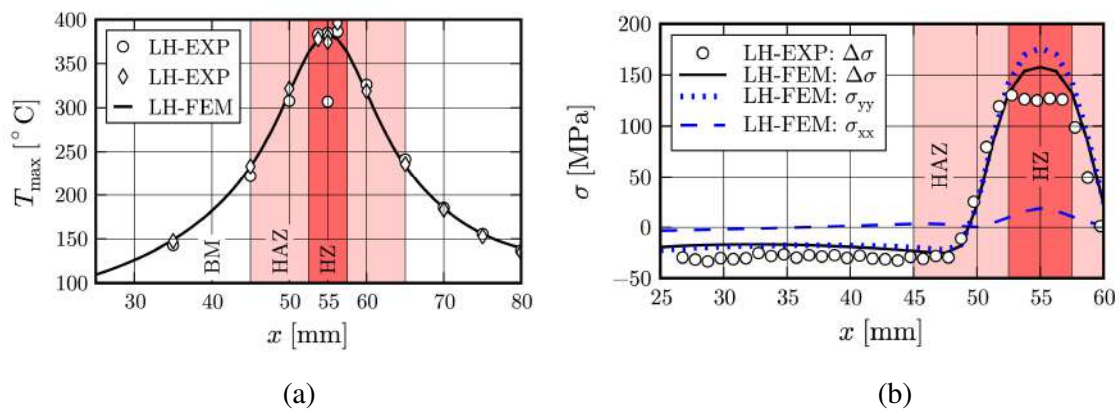 400
350
300
250
200
150
100
T_max [°C]
LH-EXP
LH-EXP
LH-FEM
BM
HAZ
HZ
30 40 50 55 60 70 80
x [mm]
(a)
200
150
100
50
0
−50
σ [MPa]
LH-EXP: Δσ
LH-FEM: Δσ
LH-FEM: σ_yy
LH-FEM: σ_xx
HAZ
HZ
25 30 35 40 45 50 55 60
x [mm]
(b)